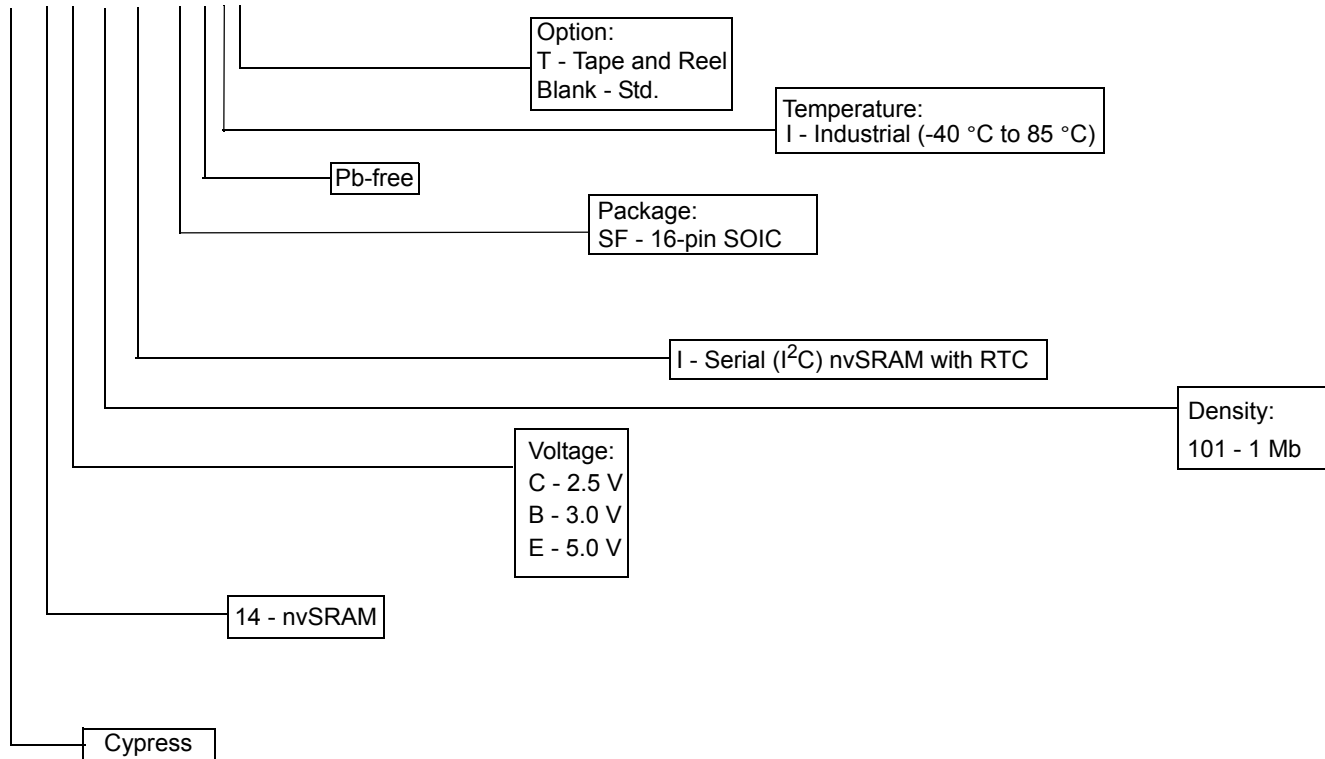 Option:
T - Tape and Reel
Blank - Std.
Temperature:
I - Industrial (-40 °C to 85 °C)
Pb-free
Package:
SF - 16-pin SOIC
I - Serial (I²C) nvSRAM with RTC
Density:
101 - 1 Mb
Voltage:
C - 2.5 V
B - 3.0 V
E - 5.0 V
14 - nvSRAM
Cypress